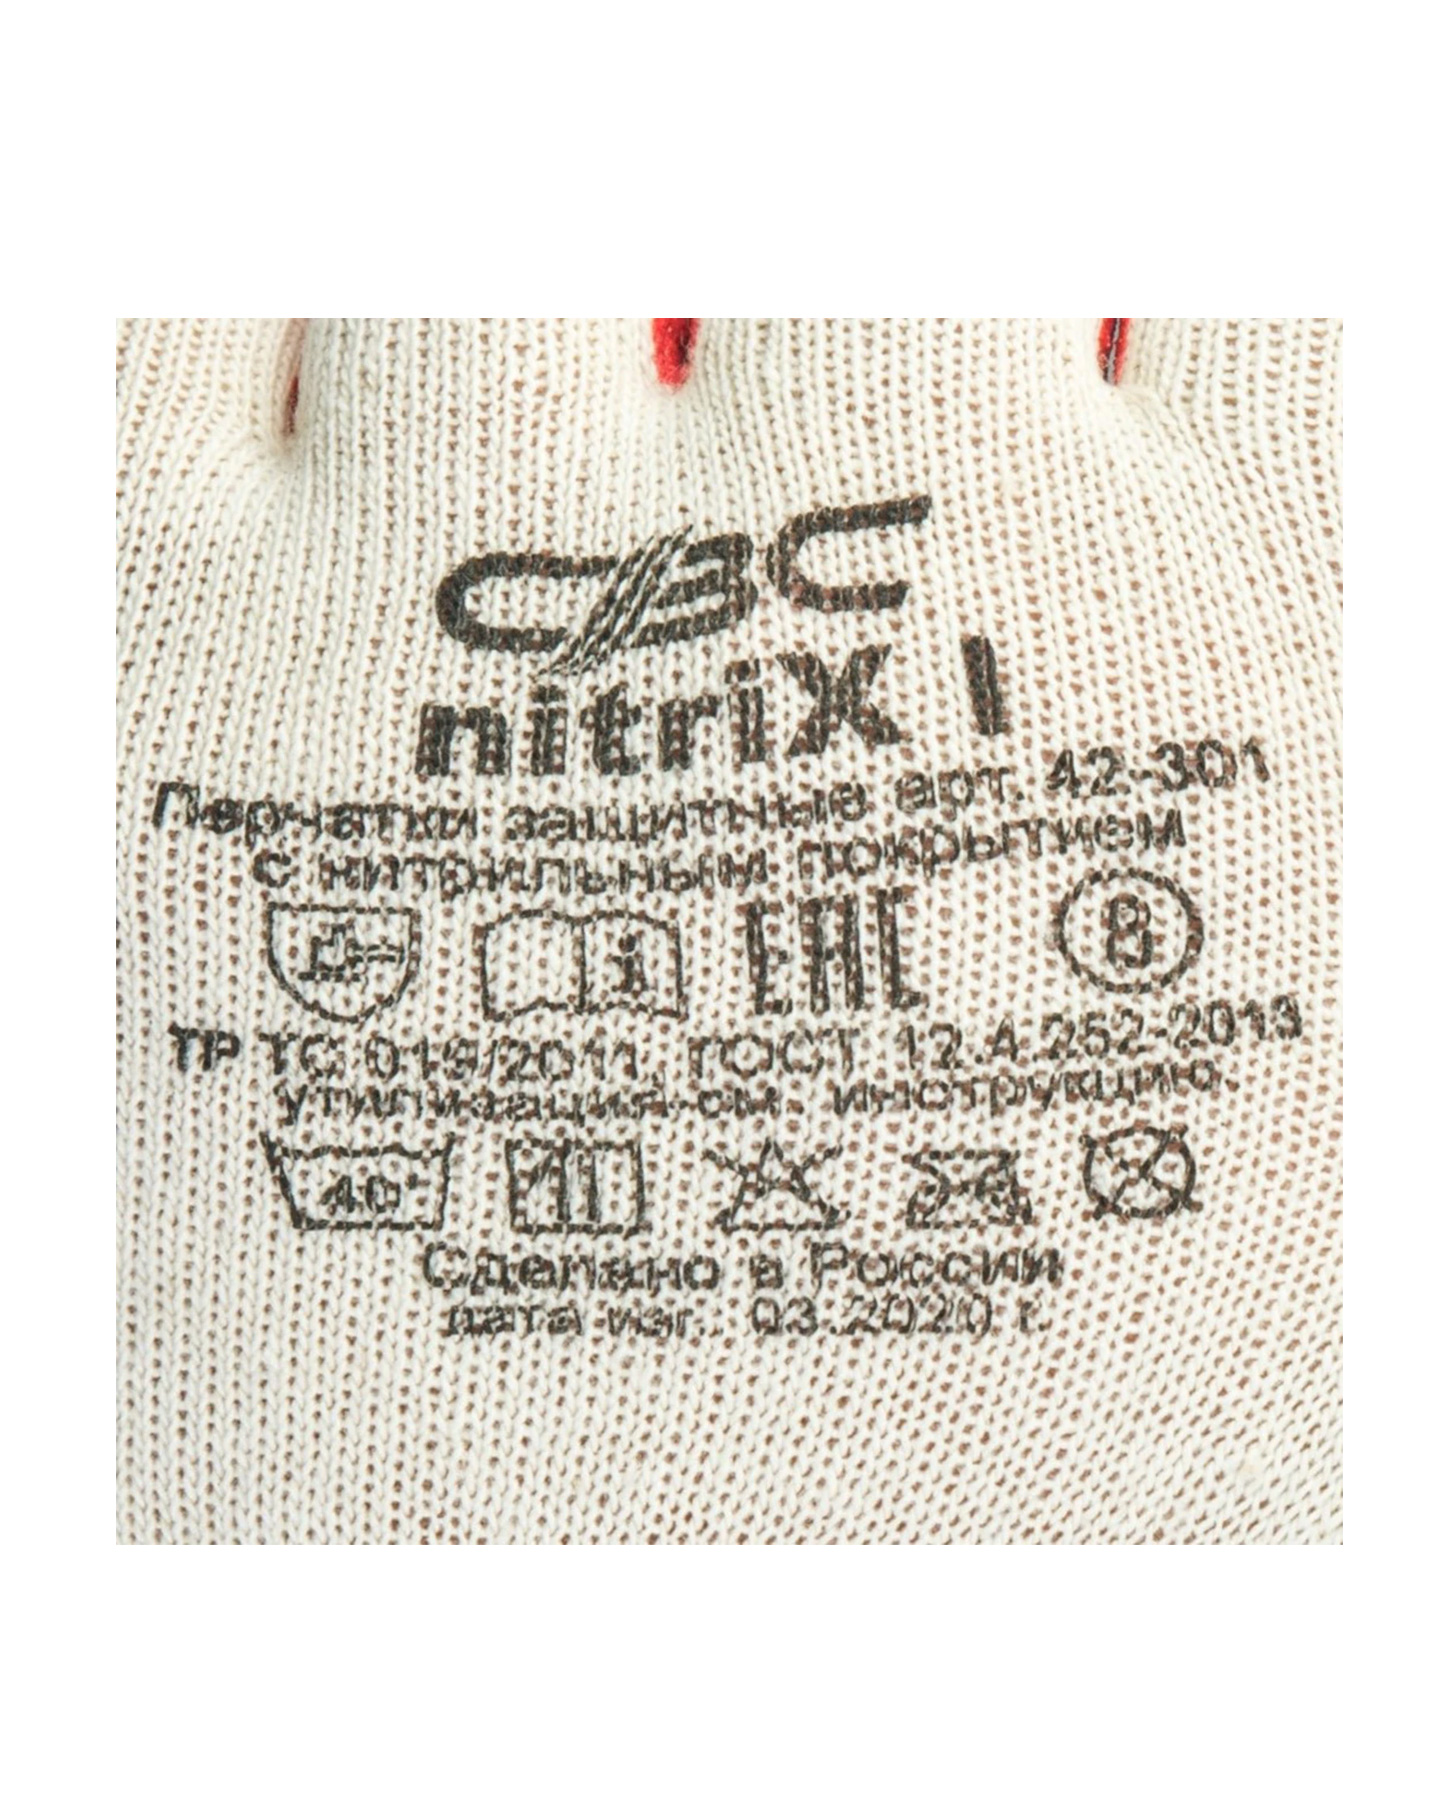 СВС
nitriX I
Перчатки защитные арт. 42-301
с нитрильным покрытием
i EAC 8
ТР ТС 019/2011, ГОСТ 12.4.252-2013
утилизация-см. инструкцию.
40°
Сделано в России
дата изг.: 03.2020 г.